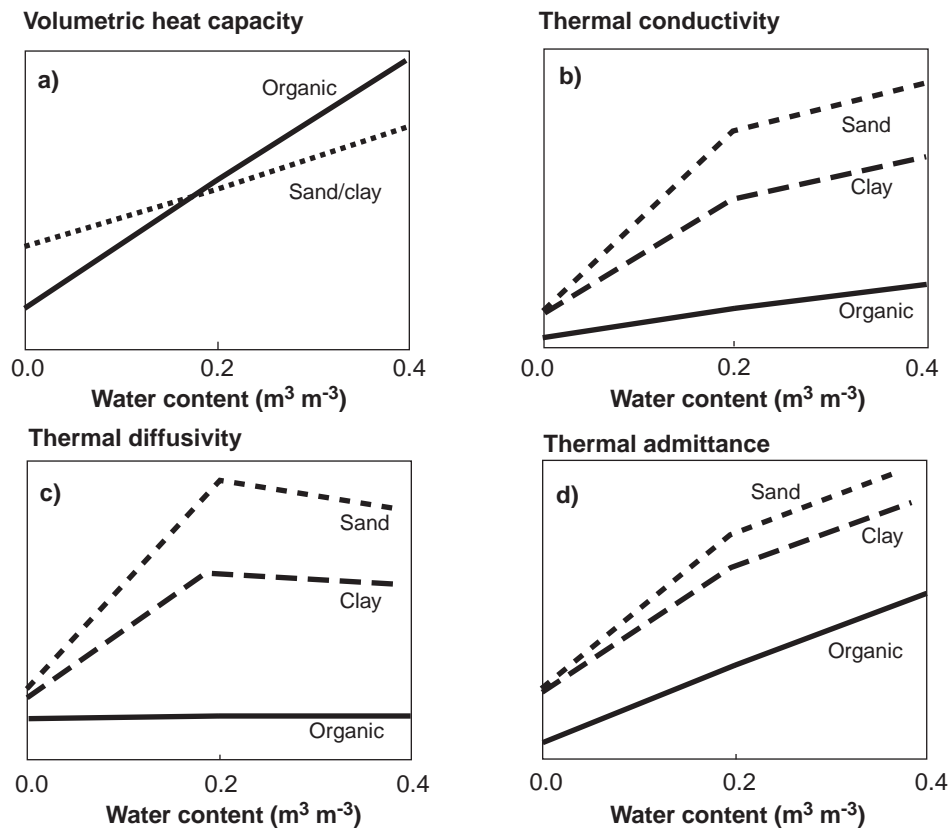 Volumetric heat capacity
a)
Organic
Sand/clay
0.0 0.2 0.4
Water content (m³ m⁻³)
Thermal conductivity
b)
Sand
Clay
Organic
0.0 0.2 0.4
Water content (m³ m⁻³)
Thermal diffusivity
c)
Sand
Clay
Organic
0.0 0.2 0.4
Water content (m³ m⁻³)
Thermal admittance
d)
Sand
Clay
Organic
0.0 0.2 0.4
Water content (m³ m⁻³)